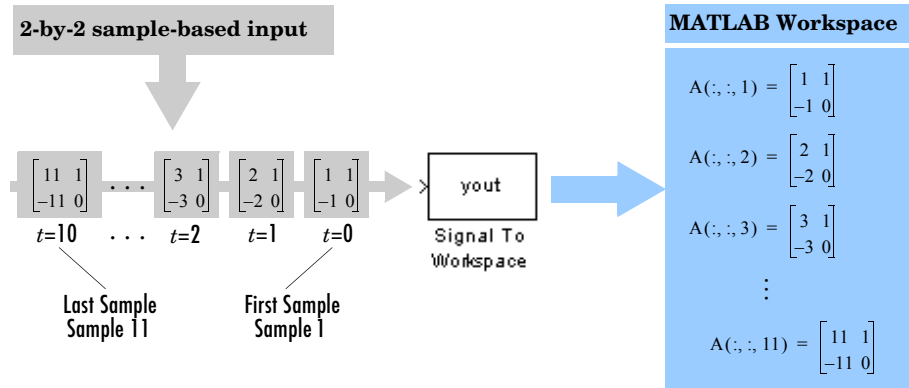 2-by-2 sample-based input
MATLAB Workspace
A(:, :, 1) = [1 1
–1 0]
[11 1
–11 0] . . . [3 1
–3 0] [2 1
–2 0] [1 1
–1 0]
t=10 . . . t=2 t=1 t=0
Last Sample
Sample 11
First Sample
Sample 1
yout
Signal To
Workspace
A(:, :, 2) = [2 1
–2 0]
A(:, :, 3) = [3 1
–3 0]
⋮
A(:, :, 11) = [11 1
–11 0]